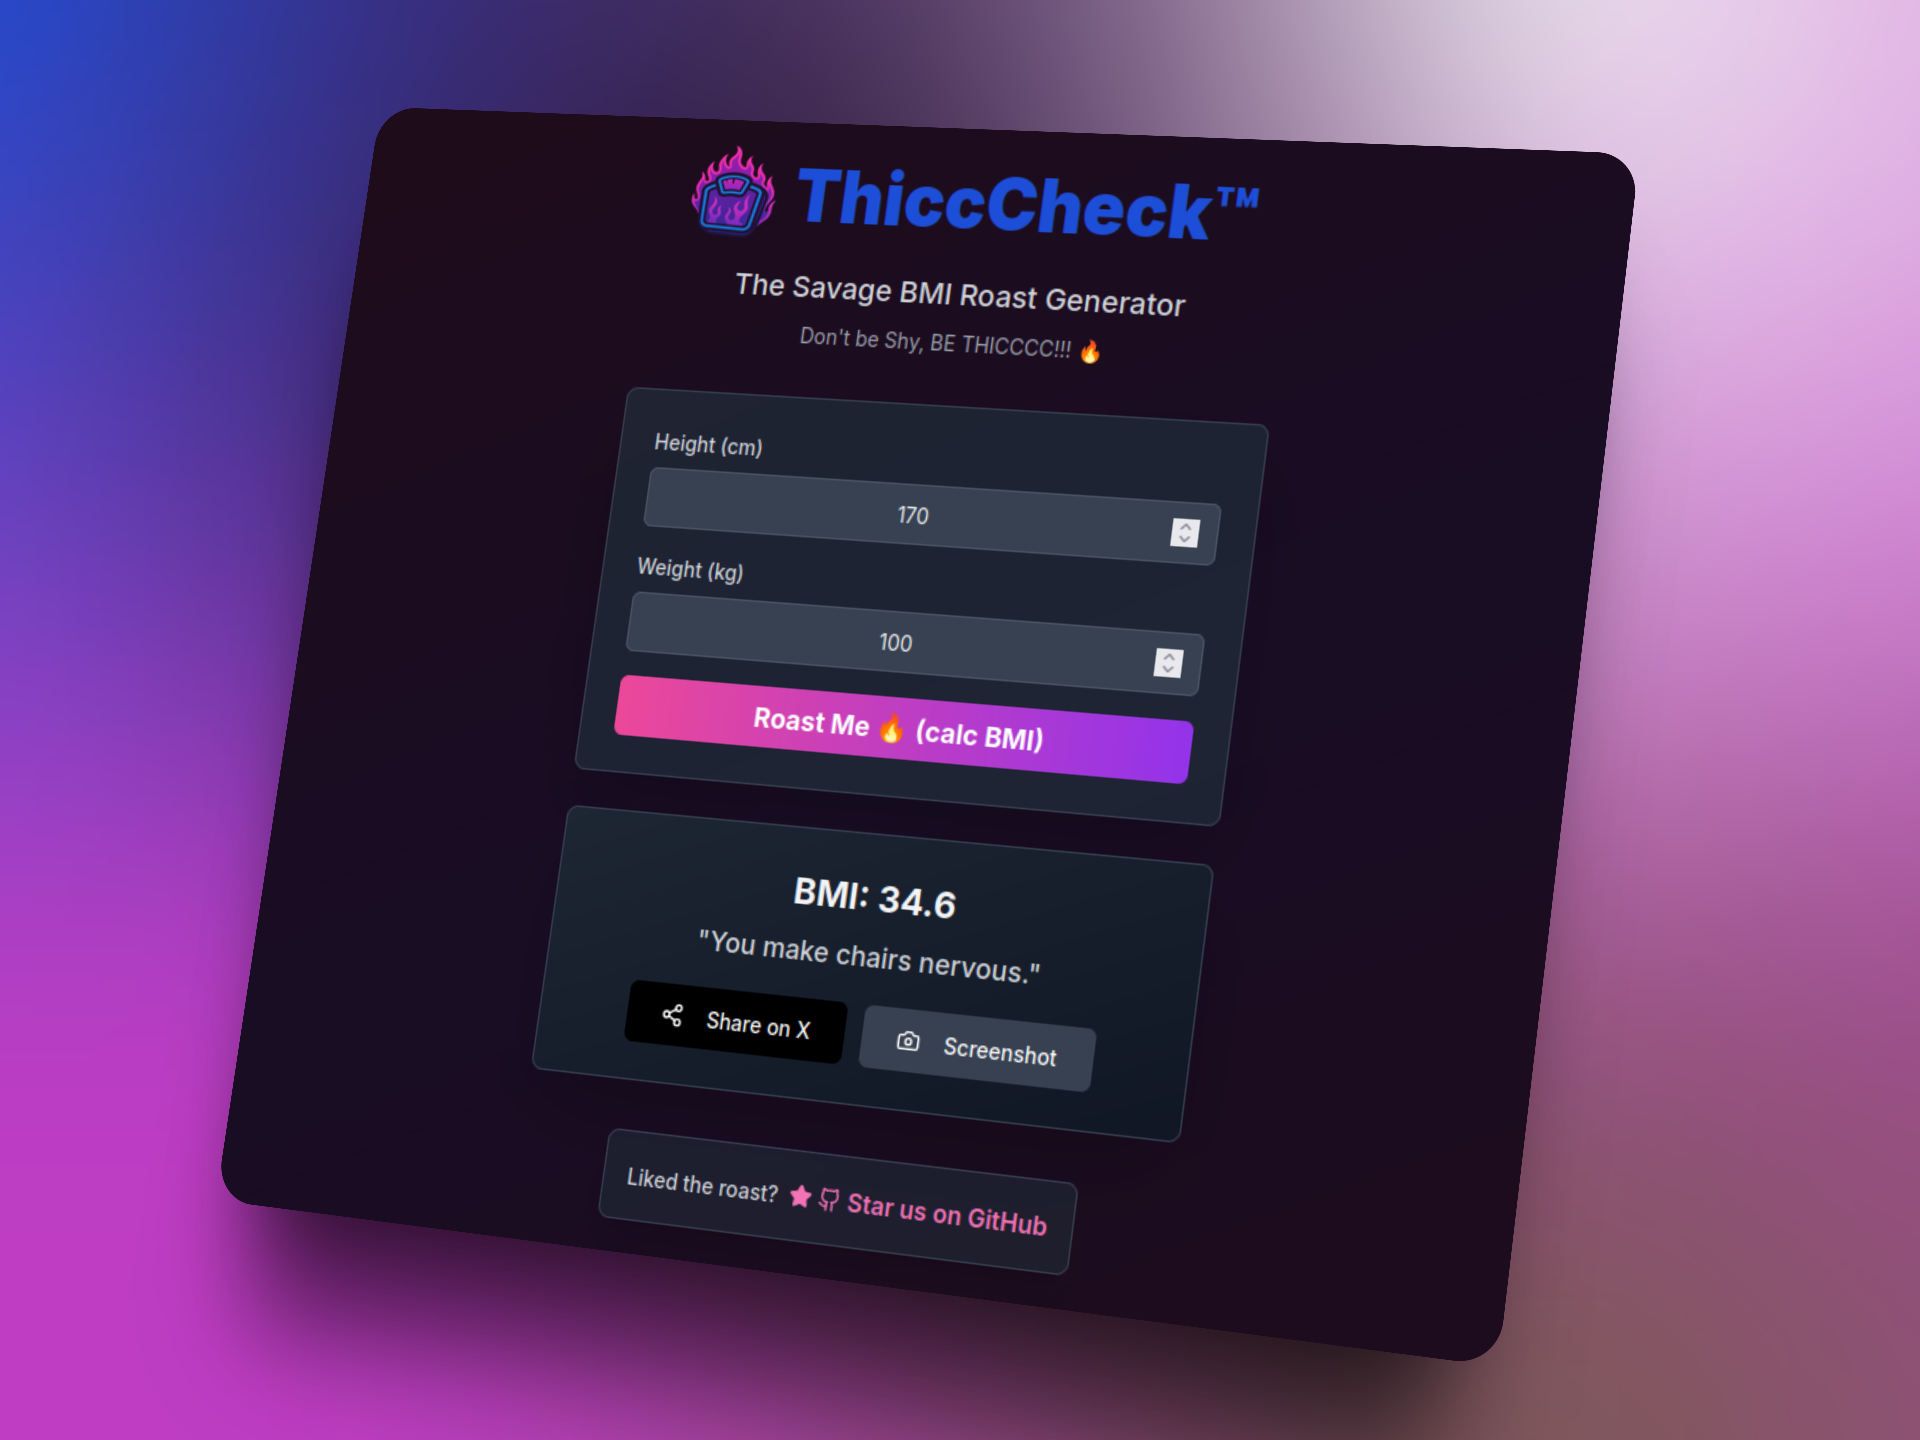 ThiccCheck™
The Savage BMI Roast Generator
Don't be Shy, BE THICCCC!!! 🔥
Height (cm)
170
Weight (kg)
100
Roast Me 🔥 (calc BMI)
BMI: 34.6
"You make chairs nervous."
Share on X
Screenshot
Liked the roast? Star us on GitHub